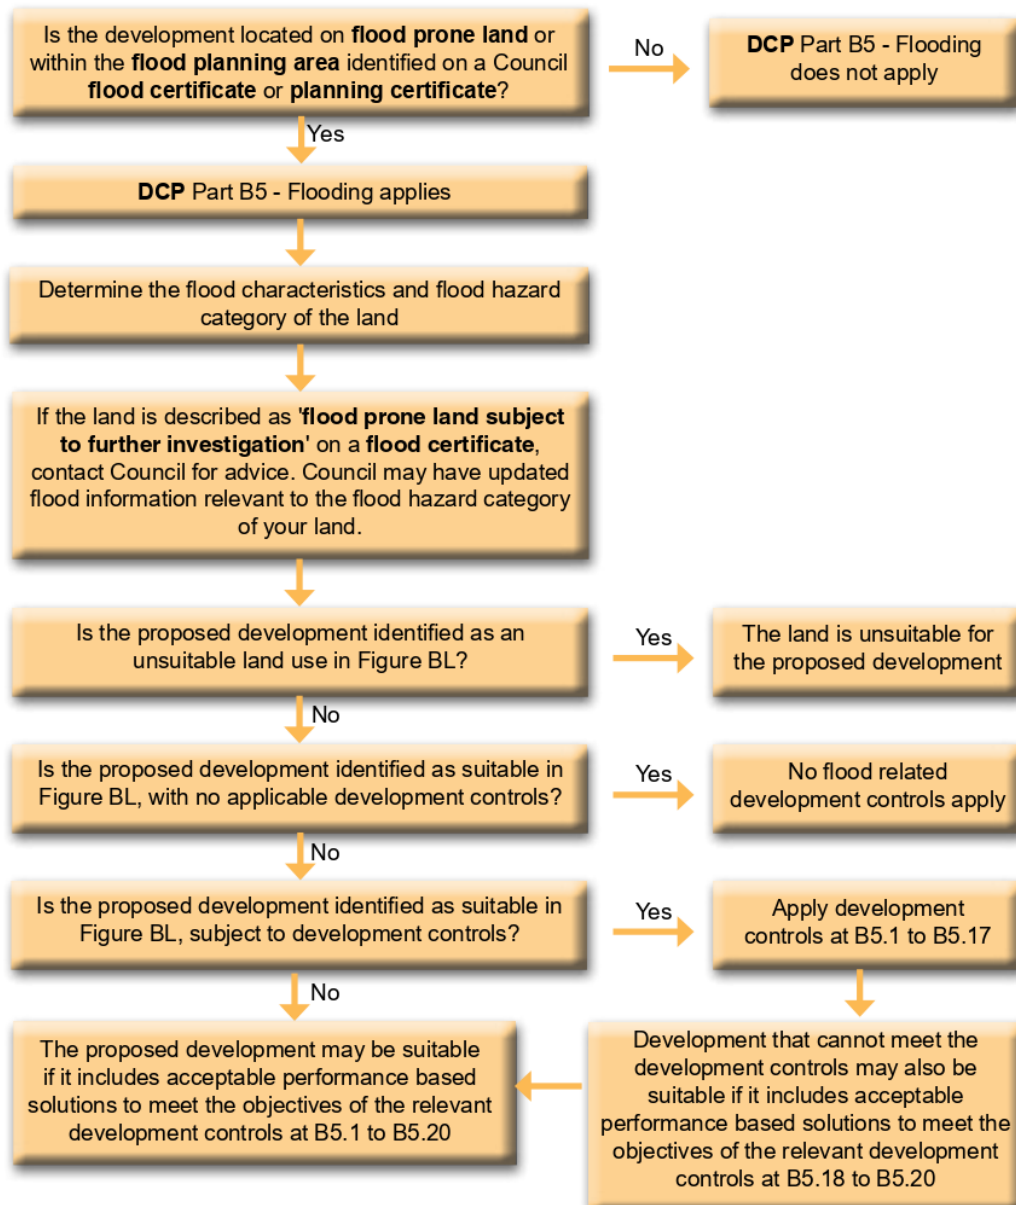 Is the development located on flood prone land or
within the flood planning area identified on a Council
flood certificate or planning certificate?
No
DCP Part B5 - Flooding
does not apply
Yes
DCP Part B5 - Flooding applies
Determine the flood characteristics and flood hazard
category of the land
If the land is described as 'flood prone land subject
to further investigation' on a flood certificate,
contact Council for advice. Council may have updated
flood information relevant to the flood hazard category
of your land.
Is the proposed development identified as an
unsuitable land use in Figure BL?
Yes
The land is unsuitable for
the proposed development
No
Is the proposed development identified as suitable in
Figure BL, with no applicable development controls?
Yes
No flood related
development controls apply
No
Is the proposed development identified as suitable in
Figure BL, subject to development controls?
Yes
Apply development
controls at B5.1 to B5.17
No
The proposed development may be suitable
if it includes acceptable performance based
solutions to meet the objectives of the relevant
development controls at B5.1 to B5.20
Development that cannot meet the
development controls may also be
suitable if it includes acceptable
performance based solutions to meet the
objectives of the relevant development
controls at B5.18 to B5.20